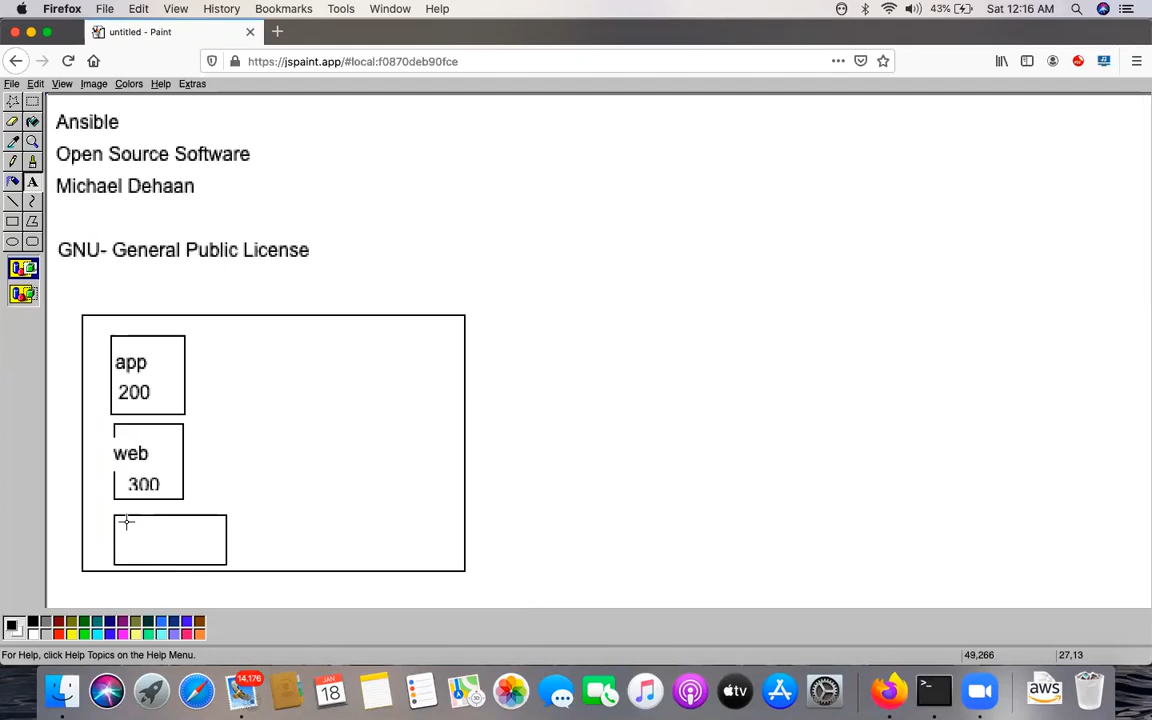 Firefox File Edit View History Bookmarks Tools Window Help 43% Sat 12:16 AM
untitled - Paint
https://jspaint.app/#local:f0870deb90fce
File Edit View Image Colors Help Extras
A
Ansible
Open Source Software
Michael Dehaan
GNU- General Public License
app
200
web
300
For Help, click Help Topics on the Help Menu. 49,266 27,13
14,176
JAN
18
tv
aws